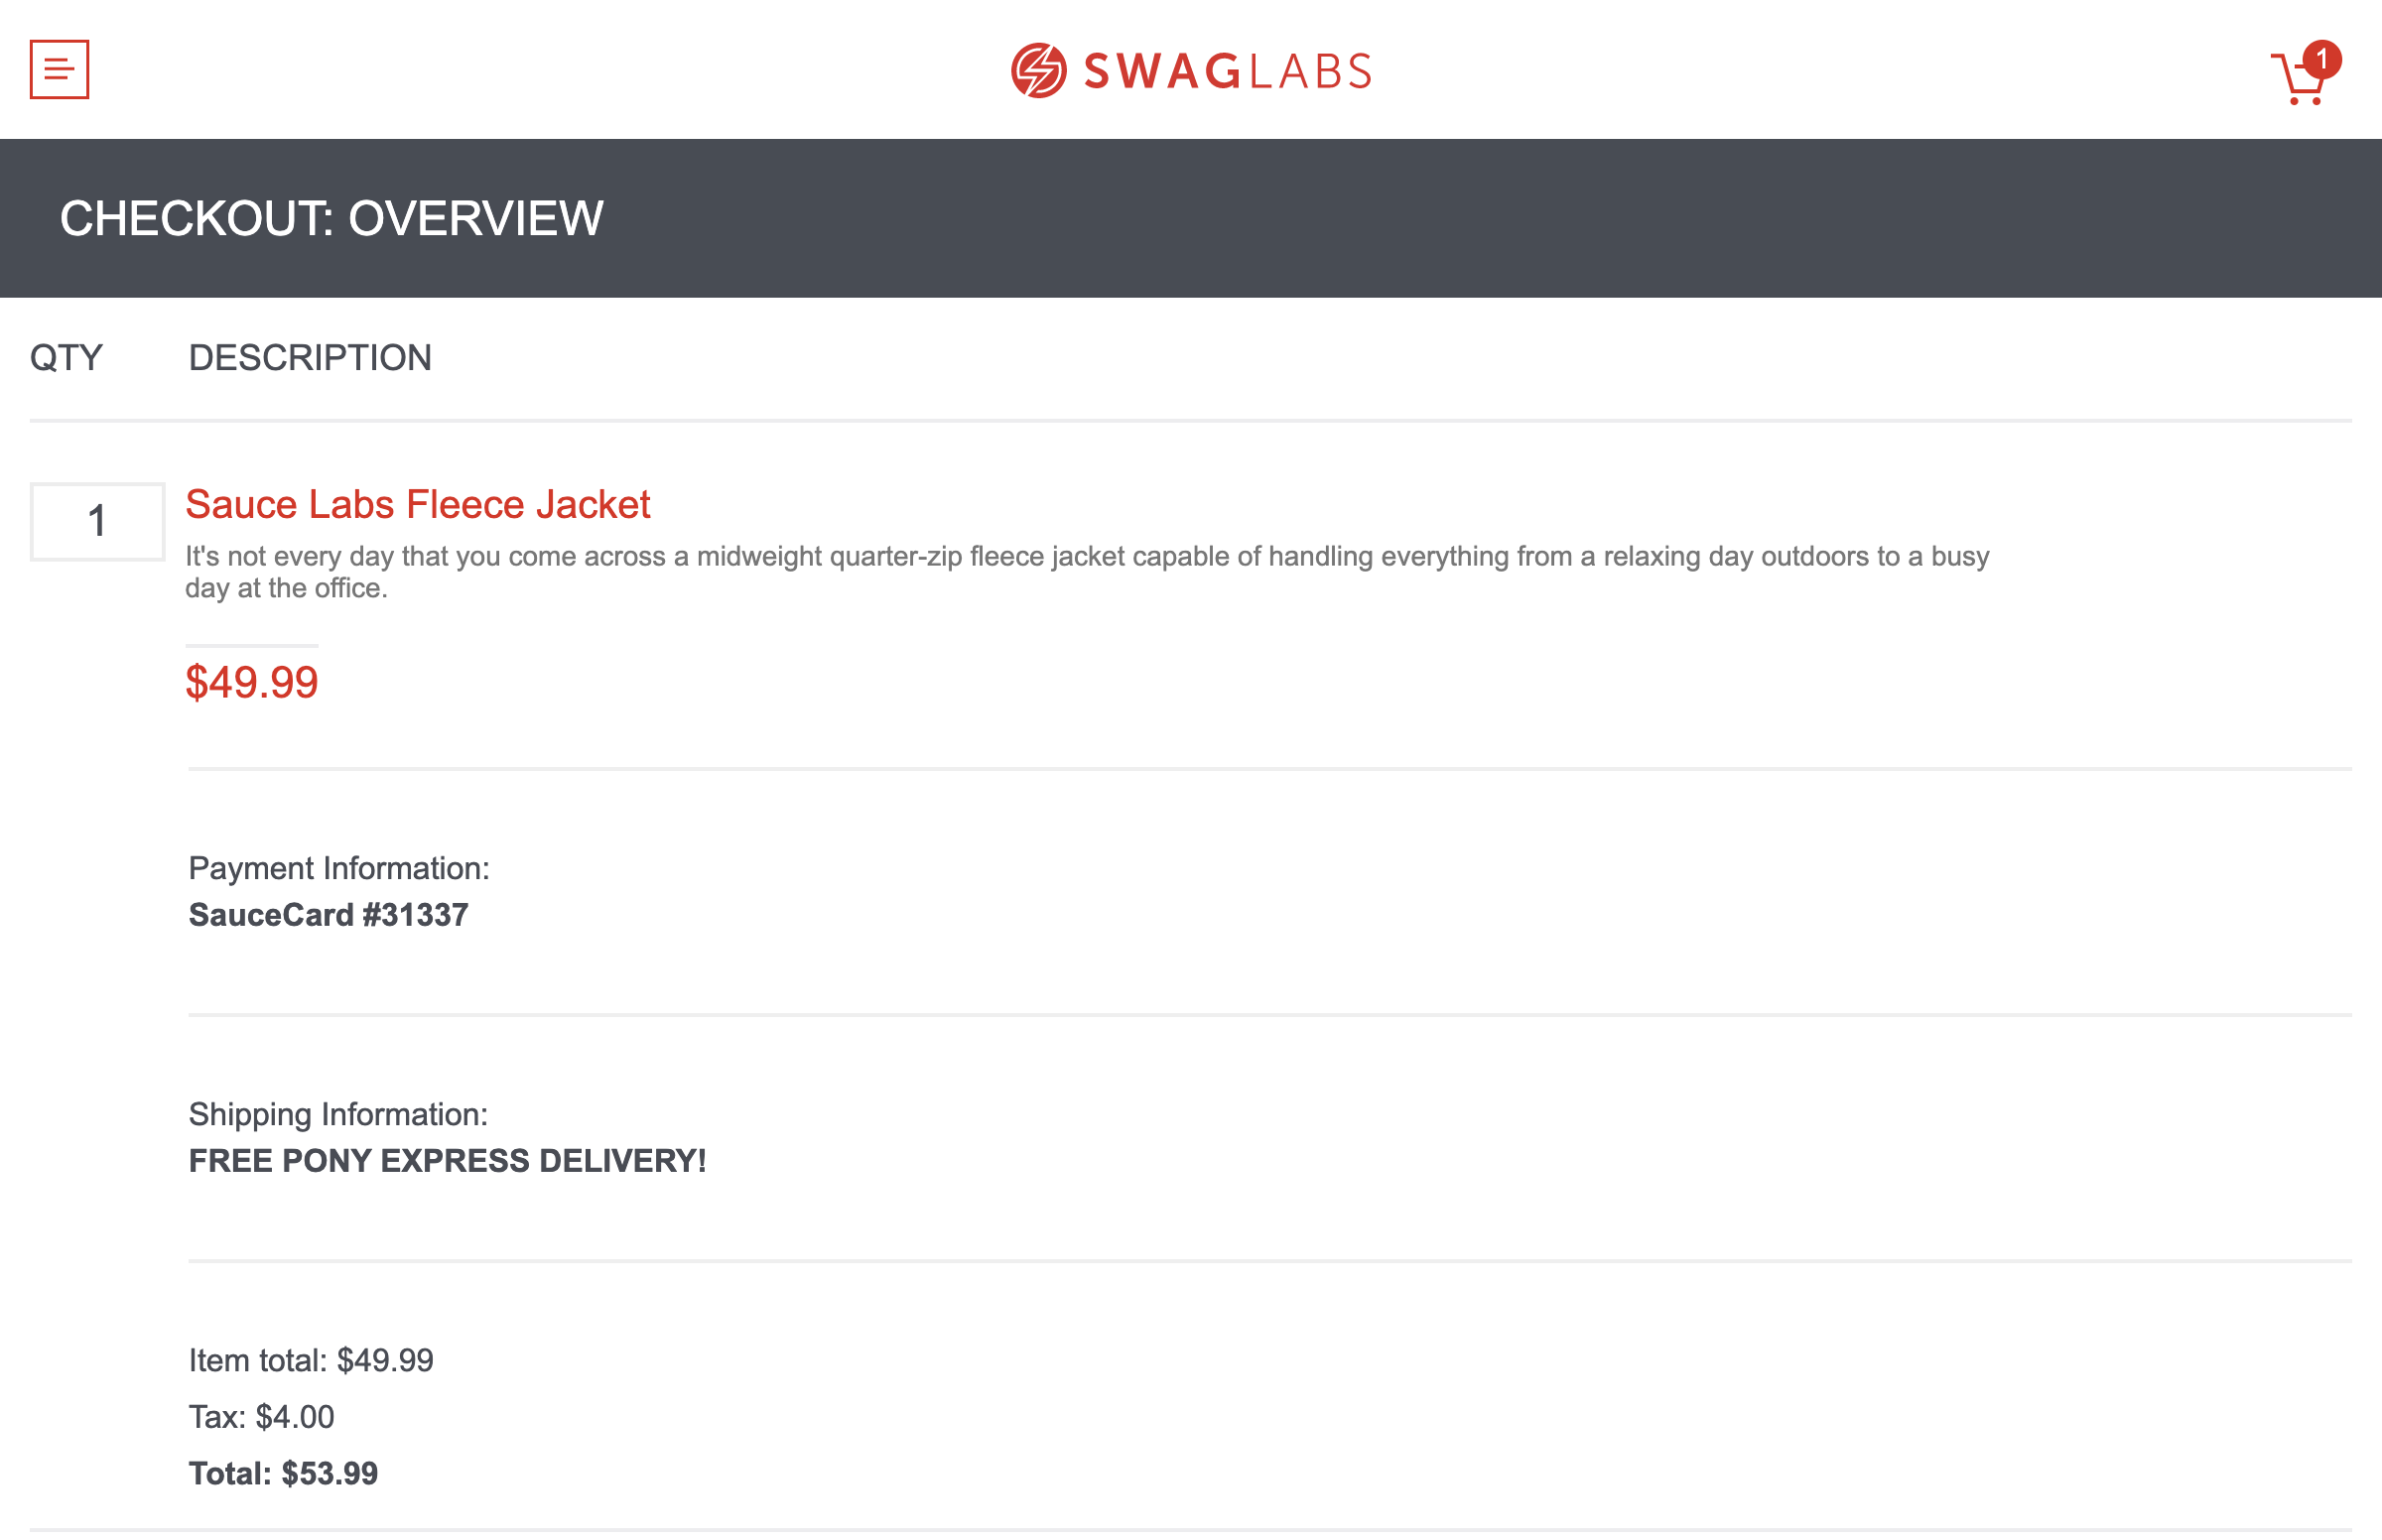 SWAGLABS
1
CHECKOUT: OVERVIEW
QTY DESCRIPTION
1
Sauce Labs Fleece Jacket
It's not every day that you come across a midweight quarter-zip fleece jacket capable of handling everything from a relaxing day outdoors to a busy
day at the office.
$49.99
Payment Information:
SauceCard #31337
Shipping Information:
FREE PONY EXPRESS DELIVERY!
Item total: $49.99
Tax: $4.00
Total: $53.99